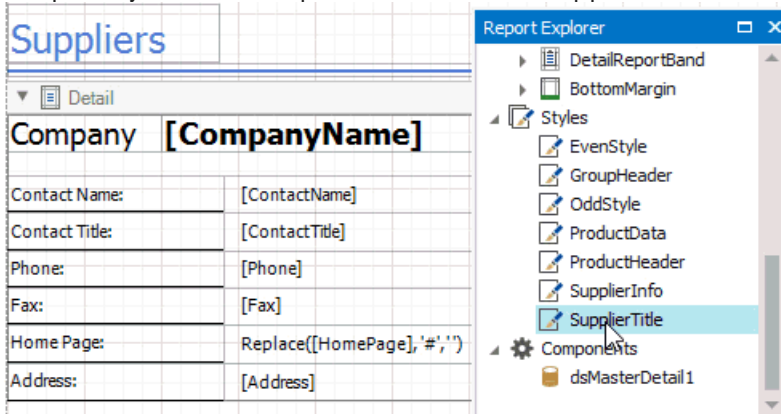 Suppliers
Detail
Company [CompanyName]
Contact Name: [ContactName]
Contact Title: [ContactTitle]
Phone: [Phone]
Fax: [Fax]
Home Page: Replace([HomePage],'#','')
Address: [Address]
Report Explorer
DetailReportBand
BottomMargin
Styles
EvenStyle
GroupHeader
OddStyle
ProductData
ProductHeader
SupplierInfo
SupplierTitle
Components
dsMasterDetail1